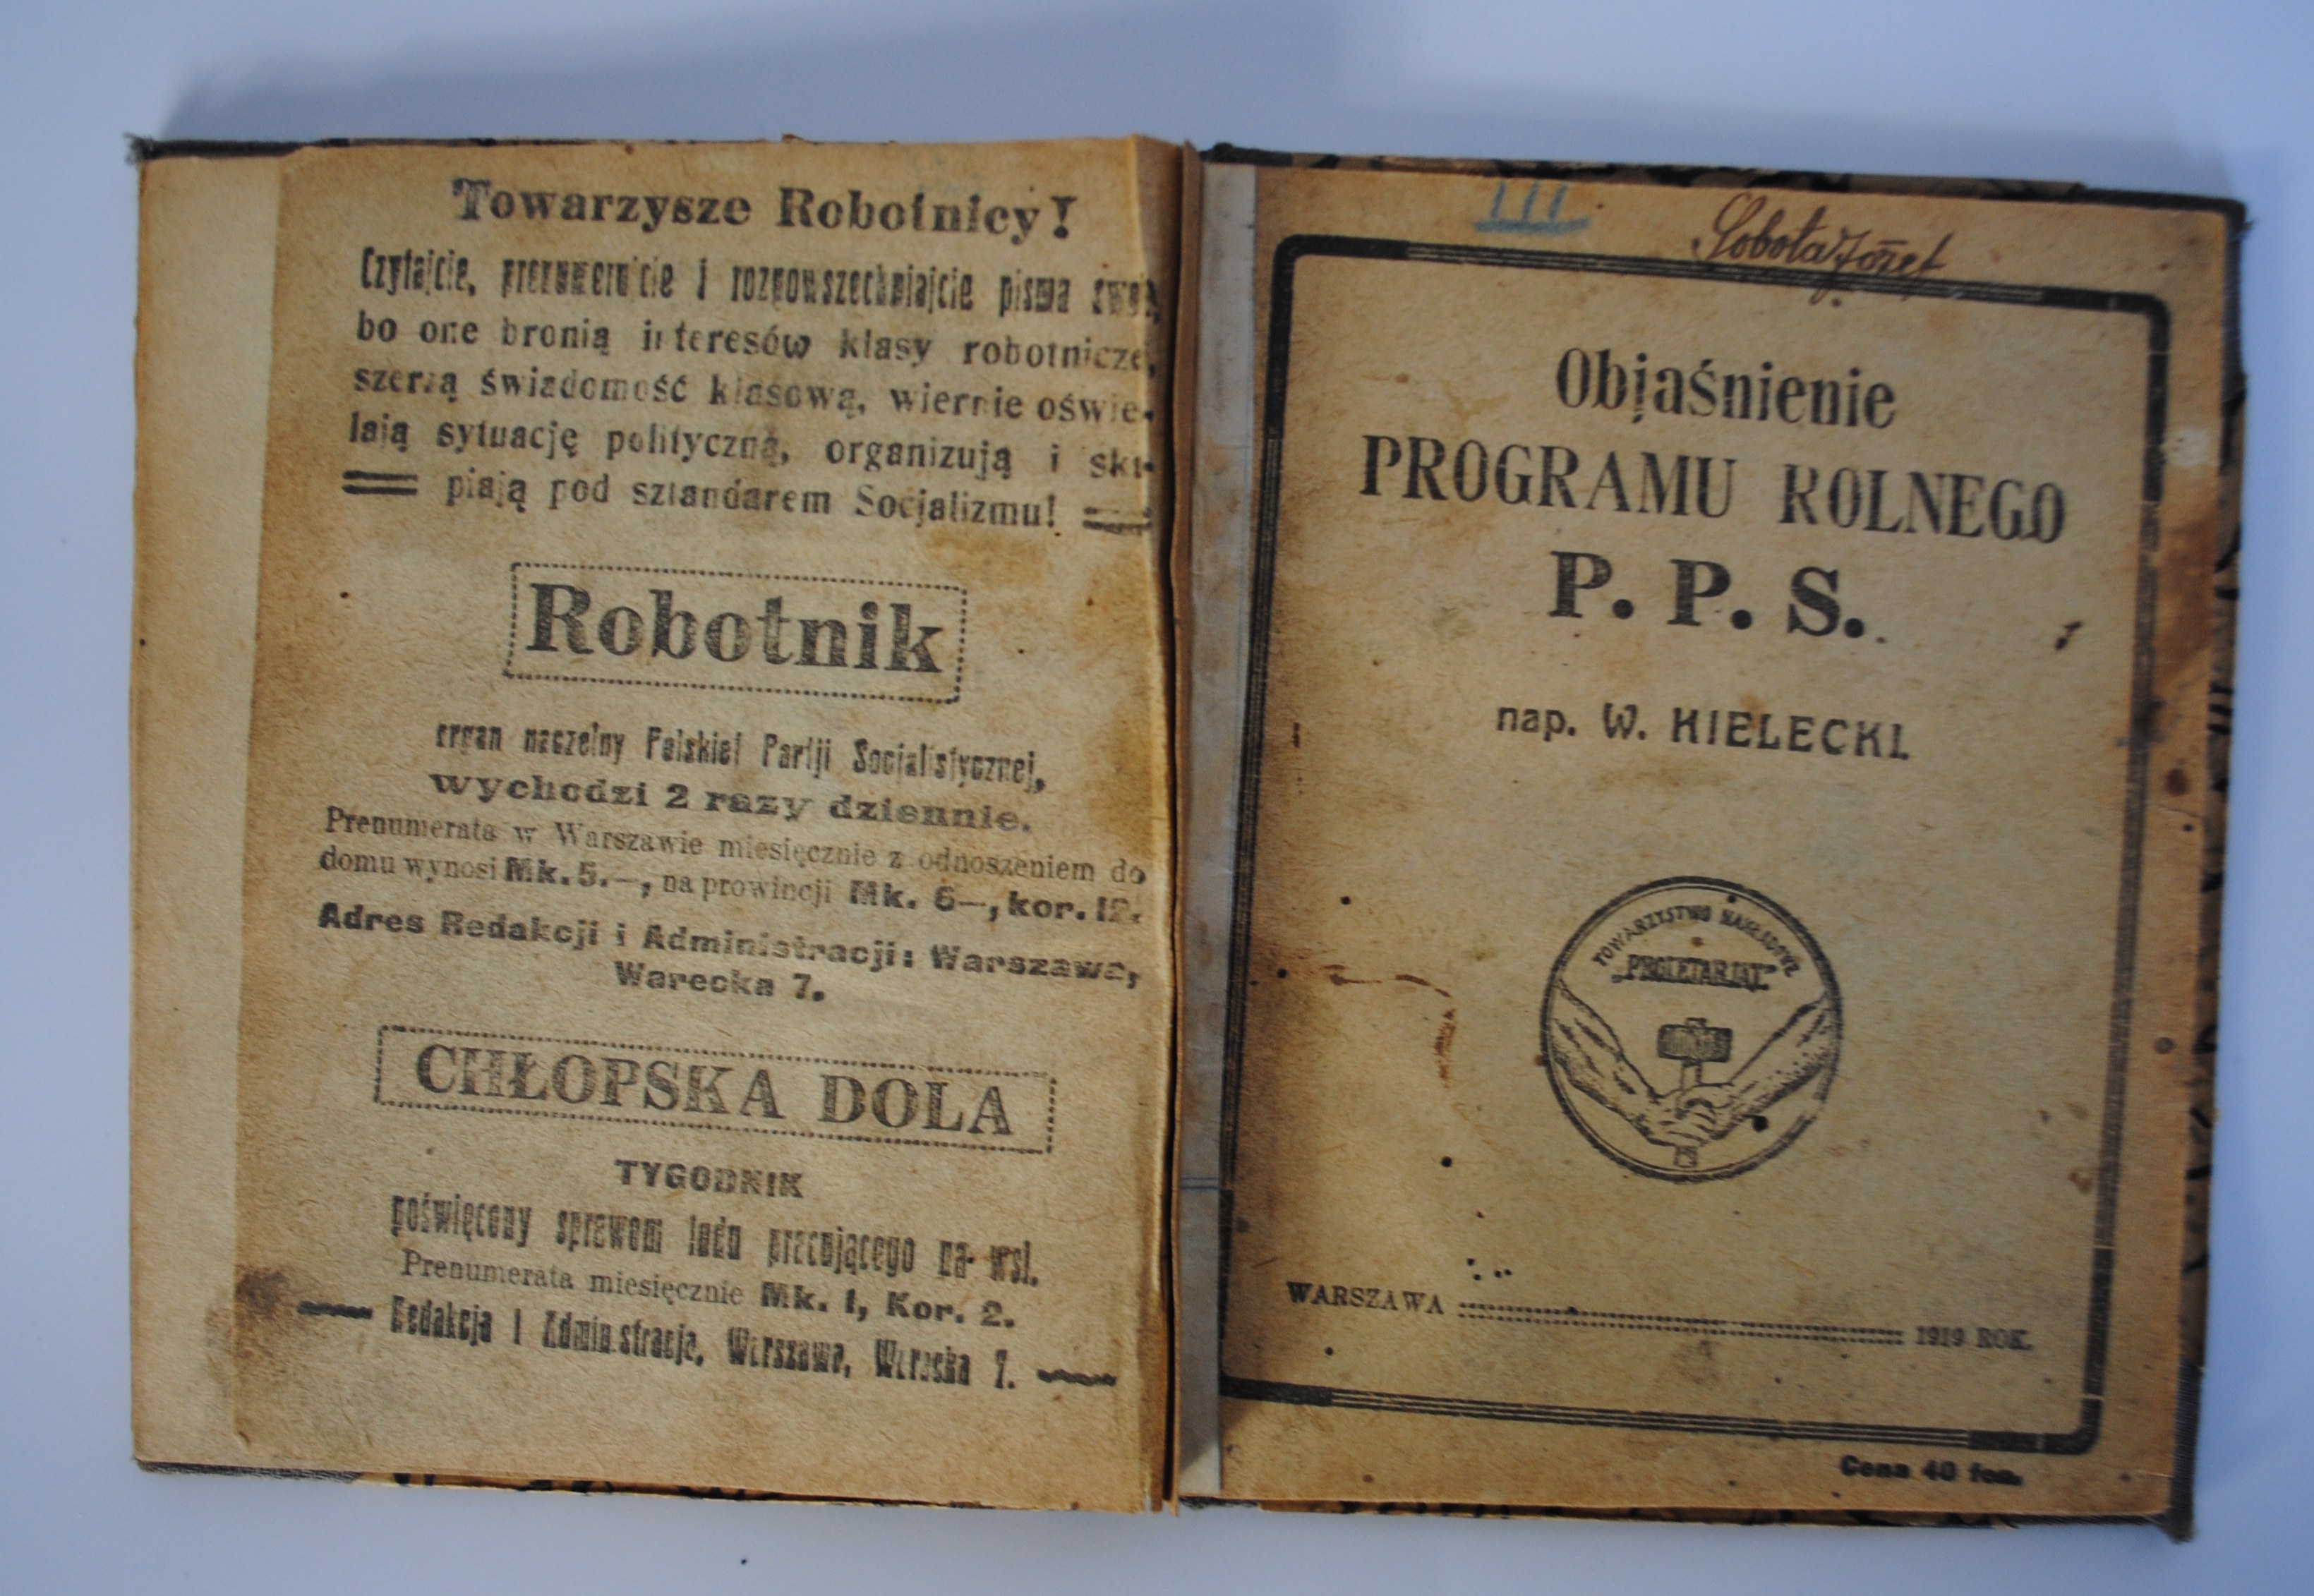 Towarzysze Robotnicy!
Czytajcie, prenumerujcie i rozpowszechniajcie pisma swoje,
bo one bronią interesów klasy robotniczej,
szerzą świadomość klasową, wiernie oświe-
lają sytuację polityczną, organizują i sku-
piają pod sztandarem Socjalizmu!
Robotnik
organ naczelny Polskiej Partji Socjalistycznej,
wychodzi 2 razy dziennie.
Prenumerata w Warszawie miesięcznie z odnoszeniem do
domu wynosi Mk. 5.—, na prowincji Mk. 6—, kor. 12.
Adres Redakcji i Administracji: Warszawa,
Warecka 7.
CHŁOPSKA DOLA
TYGODNIK
poświęcony sprawom ludu pracującego na wsi.
Prenumerata miesięcznie Mk. 1, Kor. 2.
Redakcja i Administracja, Warszawa, Warecka 7.
III
Sobota Józef
Objaśnienie
PROGRAMU ROLNEGO
P. P. S.
nap. W. KIELECKI.
TOWARZYSTWO NAKŁADOWE
„PROLETARJAT”
WARSZAWA 1919 ROK.
Cena 40 fen.